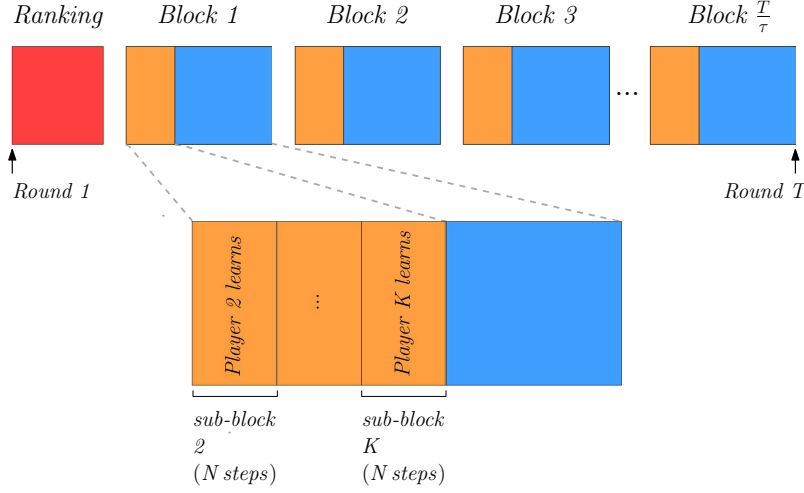 Ranking Block 1 Block 2 Block 3 Block T/τ
...
Round 1 Round T
Player 2 learns ... Player K learns
sub-block sub-block
2 K
(N steps) (N steps)